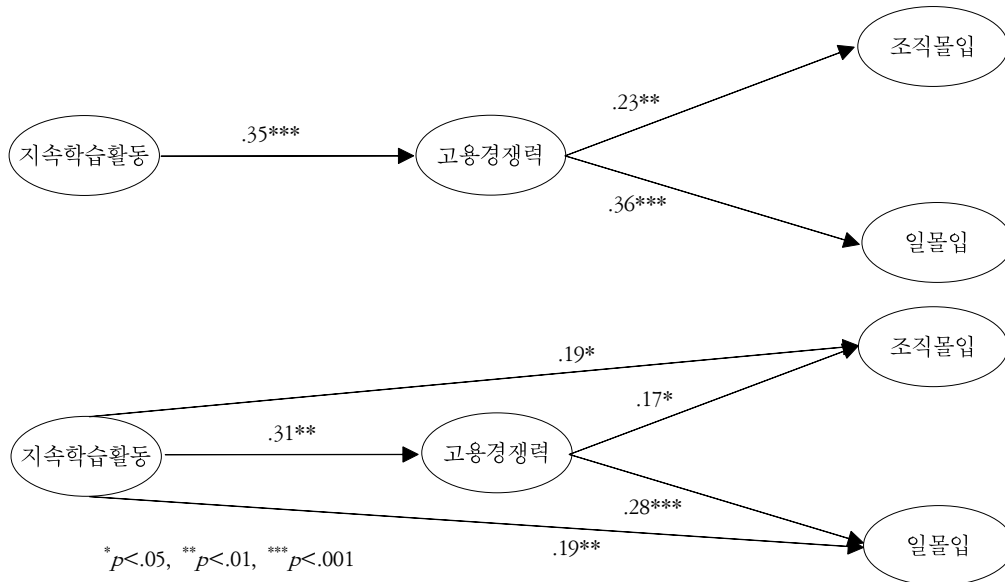 조직몰입
.23**
.35***
지속학습활동
고용경쟁력
.36***
일몰입
조직몰입
.19*
.17*
.31**
지속학습활동
고용경쟁력
.28***
일몰입
.19**
*p<.05, **p<.01, ***p<.001